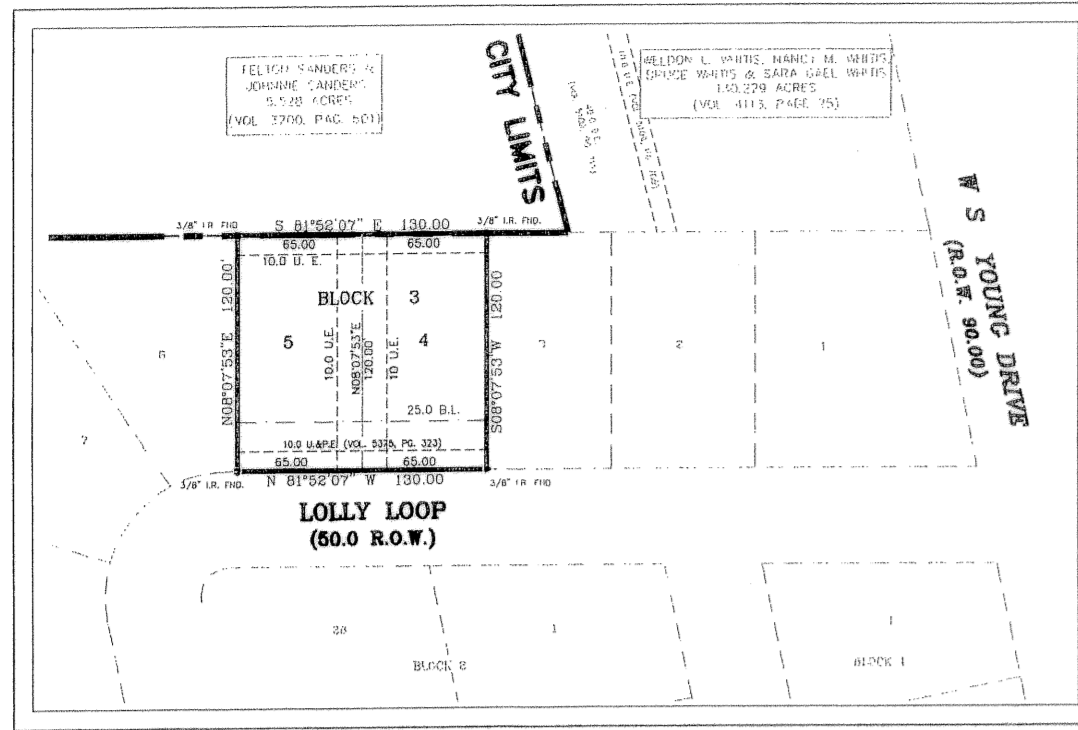 FELTON SANDERS &
JOHNNIE SANDERS
5.528 ACRES
(VOL. 3700, PAG. 501)
CITY LIMITS
WELDON L. WHITIS, NANCY M. WHITIS
BRUCE WHITIS & SARA GAEL WHITIS
(VOL. 4113, PAGE 75)
W S YOUNG DRIVE
(R.O.W. 90.00)
3/8" I.R. FND
S 81°52'07" E 130.00
3/8" I.R. FND.
65.00 65.00
10.0 U. E.
BLOCK 3
N08°07'53"E 120.00'
5
10.0 U.E.
N08°07'53"E
120.00'
10 U.E.
4
S08°07'53"W 120.00
6
7
3
2
1
25.0 B.L.
10.0 U.&P.E. (VOL. 5375, PG. 323)
65.00 65.00
3/8" I.R. FND.
N 81°52'07" W 130.00
3/8" I.R. FND
LOLLY LOOP
(50.0 R.O.W.)
1
1
BLOCK 2
BLOCK 1